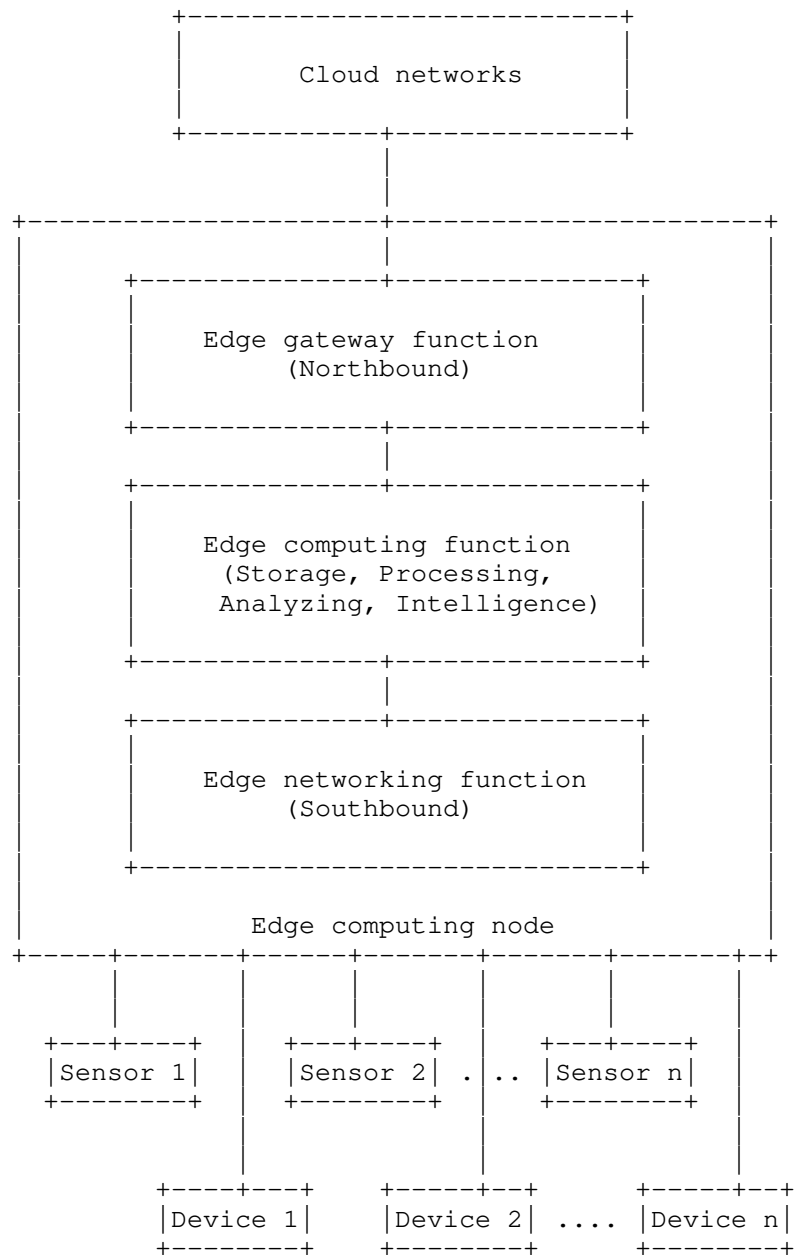 Cloud networks
Edge gateway function
(Northbound)
Edge computing function
(Storage, Processing,
Analyzing, Intelligence)
Edge networking function
(Southbound)
Edge computing node
Sensor 1 Sensor 2 .... Sensor n
Device 1 Device 2 .... Device n